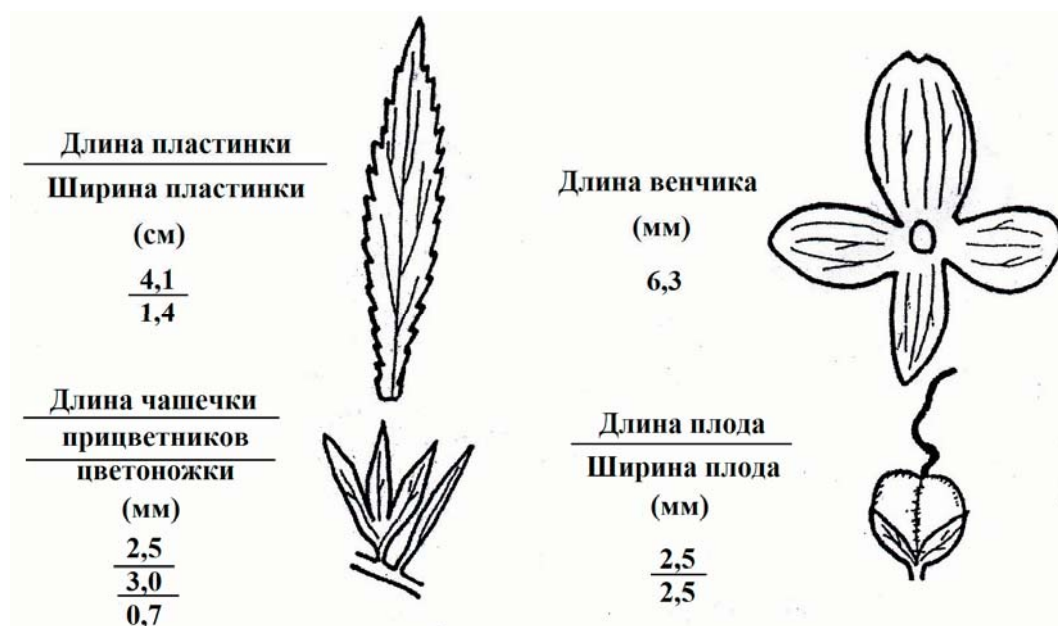 Длина пластинки
Ширина пластинки
(см)
4,1
1,4
Длина венчика
(мм)
6,3
Длина чашечки
прицветников
цветоножки
(мм)
2,5
3,0
0,7
Длина плода
Ширина плода
(мм)
2,5
2,5